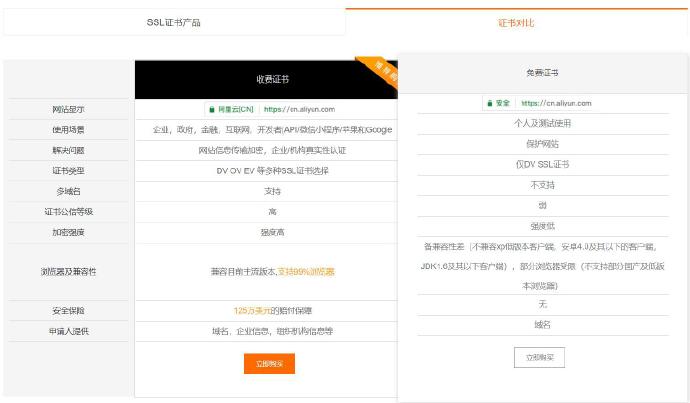 SSL证书产品
证书对比
收费证书
免费证书
网站显示
阿里云[CN] https://cn.aliyun.com
安全 https://cn.aliyun.com
使用场景
企业，政府，金融，互联网，开发者[API/微信小程序/苹果和Google
个人及测试使用
解决问题
网站信息传输加密，企业/机构真实性认证
保护网站
证书类型
DV OV EV 等多种SSL证书选择
仅DV SSL证书
多域名
支持
不支持
证书公信等级
高
弱
加密强度
强度高
强度低
浏览器及兼容性
兼容目前主流版本,支持99%浏览器
备兼容性差（不兼容xp低版本客户端，安卓4.0及其以下的客户端，
JDK1.6及其以下客户端），部分浏览器受限（不支持部分国产及低版
本浏览器）
安全保险
125万美元的赔付保障
无
申请人提供
域名，企业信息，组织机构信息等
域名
立即购买
立即购买